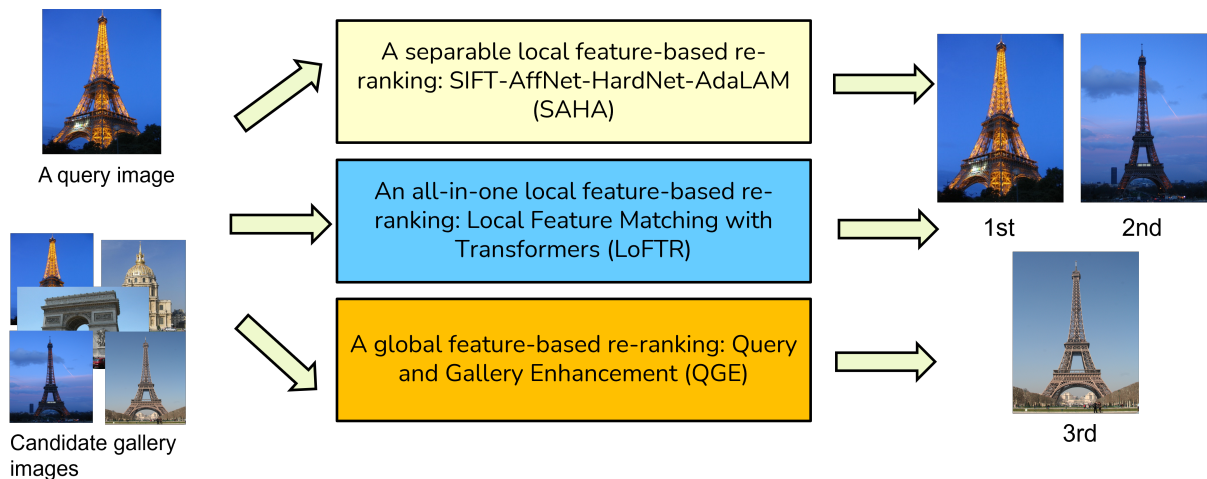 A query image
Candidate gallery
images
A separable local feature-based re-
ranking: SIFT-AffNet-HardNet-AdaLAM
(SAHA)
An all-in-one local feature-based re-
ranking: Local Feature Matching with
Transformers (LoFTR)
A global feature-based re-ranking: Query
and Gallery Enhancement (QGE)
1st
2nd
3rd